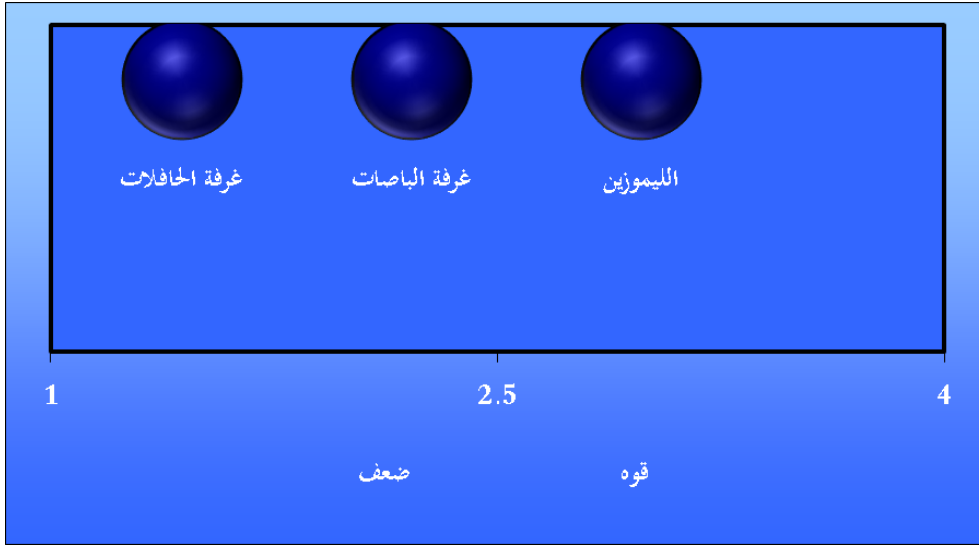 غرفة الحافلات
غرفة الباصات
الليموزين
1
2.5
4
ضعف
قوه